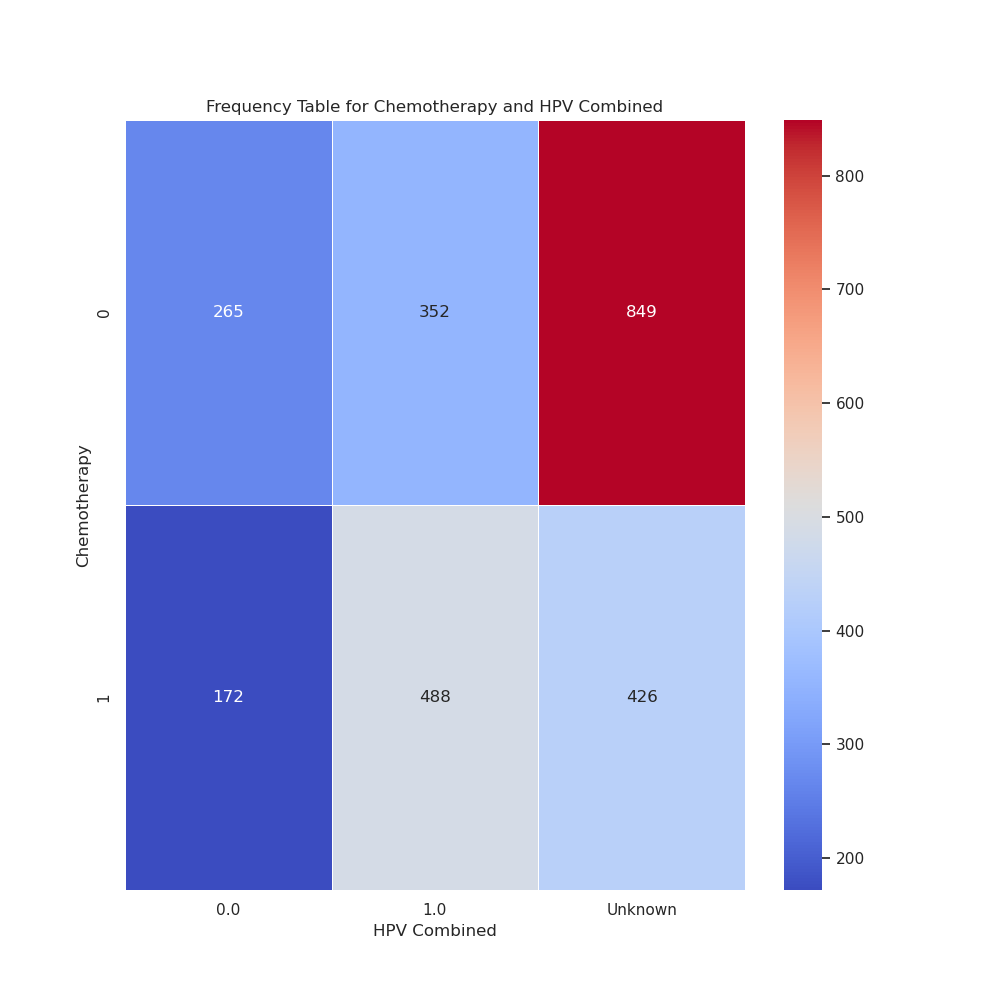 Frequency Table for Chemotherapy and HPV Combined
265 352 849
172 488 426
0
1
Chemotherapy
0.0 1.0 Unknown
HPV Combined
800
700
600
500
400
300
200